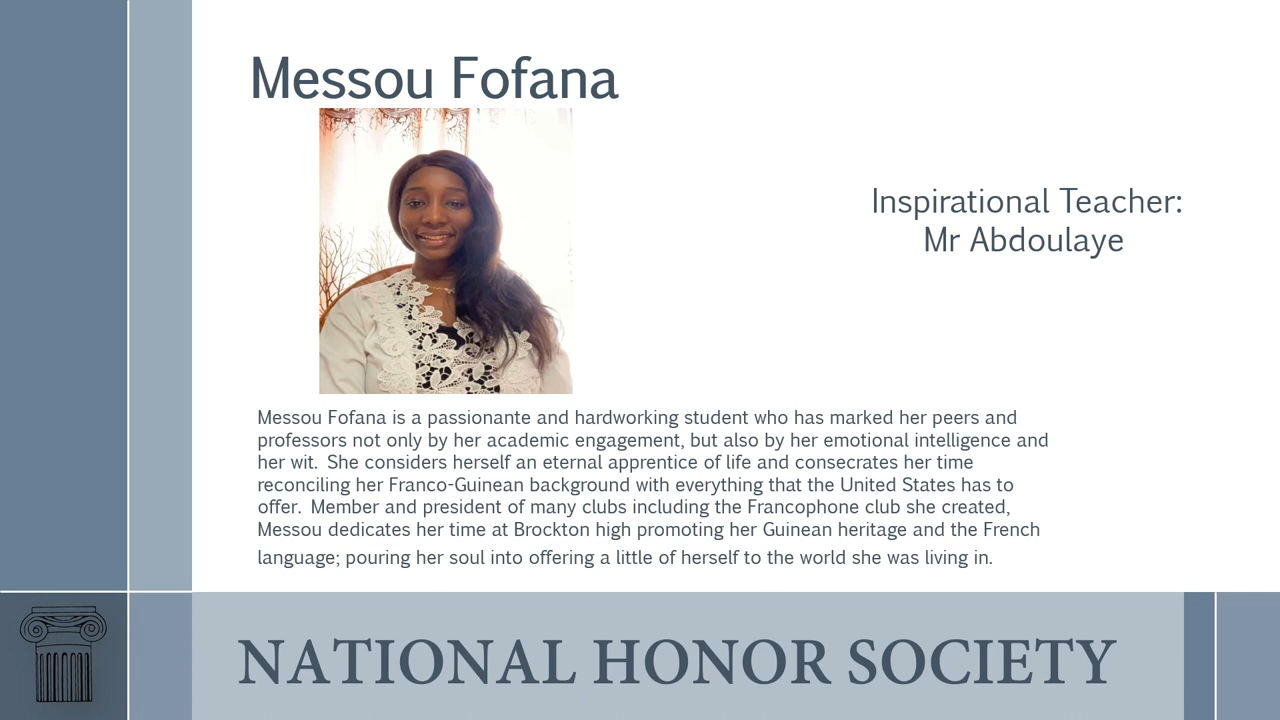 Messou Fofana
Inspirational Teacher:
Mr Abdoulaye
Messou Fofana is a passionante and hardworking student who has marked her peers and
professors not only by her academic engagement, but also by her emotional intelligence and
her wit.  She considers herself an eternal apprentice of life and consecrates her time
reconciling her Franco-Guinean background with everything that the United States has to
offer.  Member and president of many clubs including the Francophone club she created,
Messou dedicates her time at Brockton high promoting her Guinean heritage and the French
language; pouring her soul into offering a little of herself to the world she was living in.
NATIONAL HONOR SOCIETY